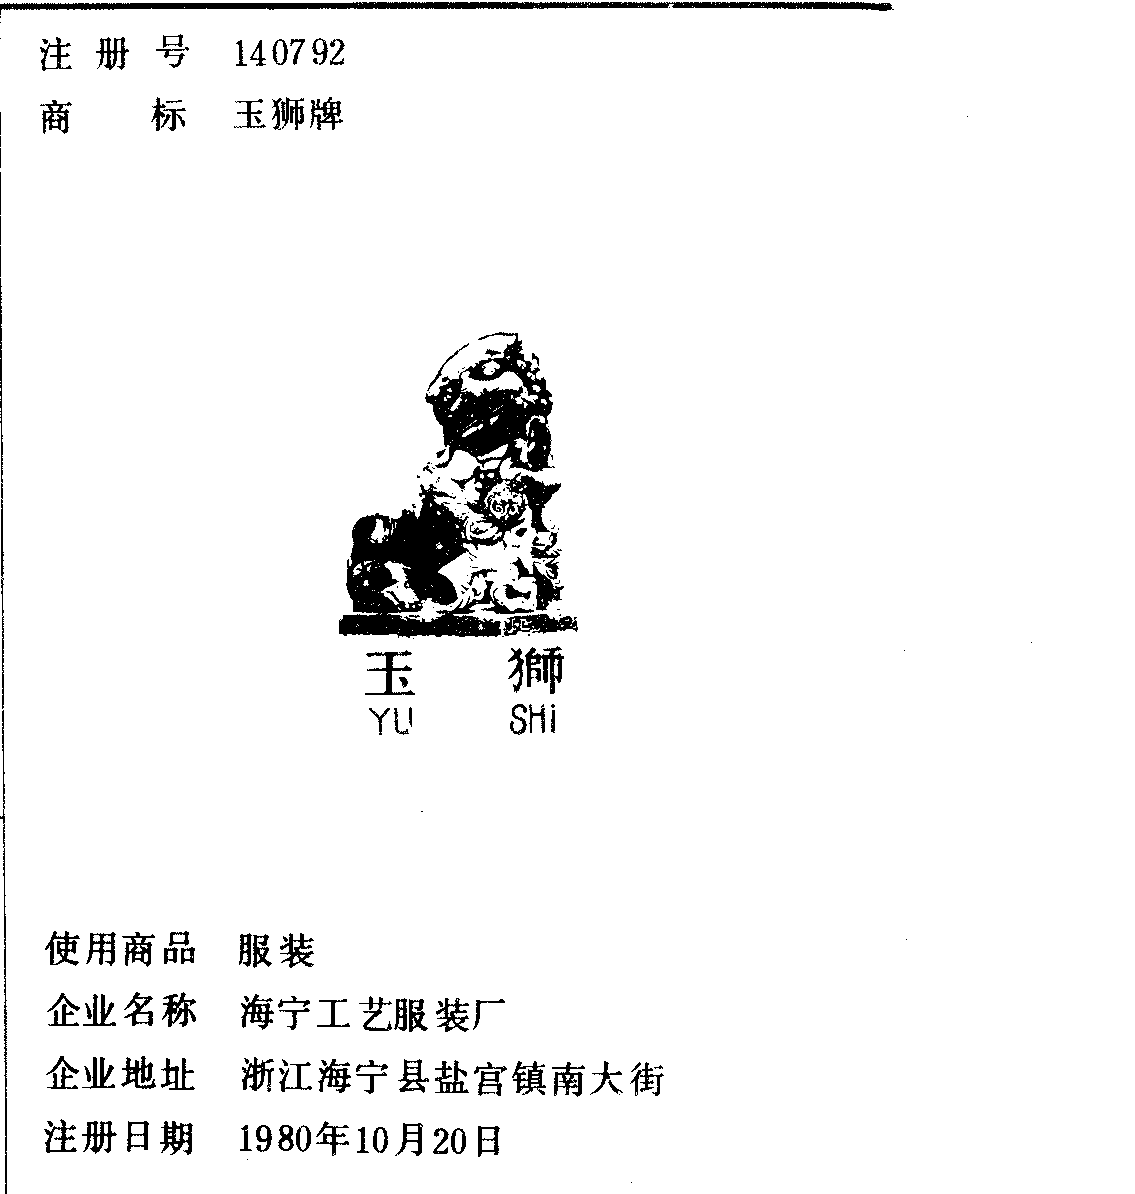 注册号 140792
商标 玉狮牌
玉 獅
YU SHi
使用商品 服装
企业名称 海宁工艺服装厂
企业地址 浙江海宁县盐宫镇南大街
注册日期 1980年10月20日